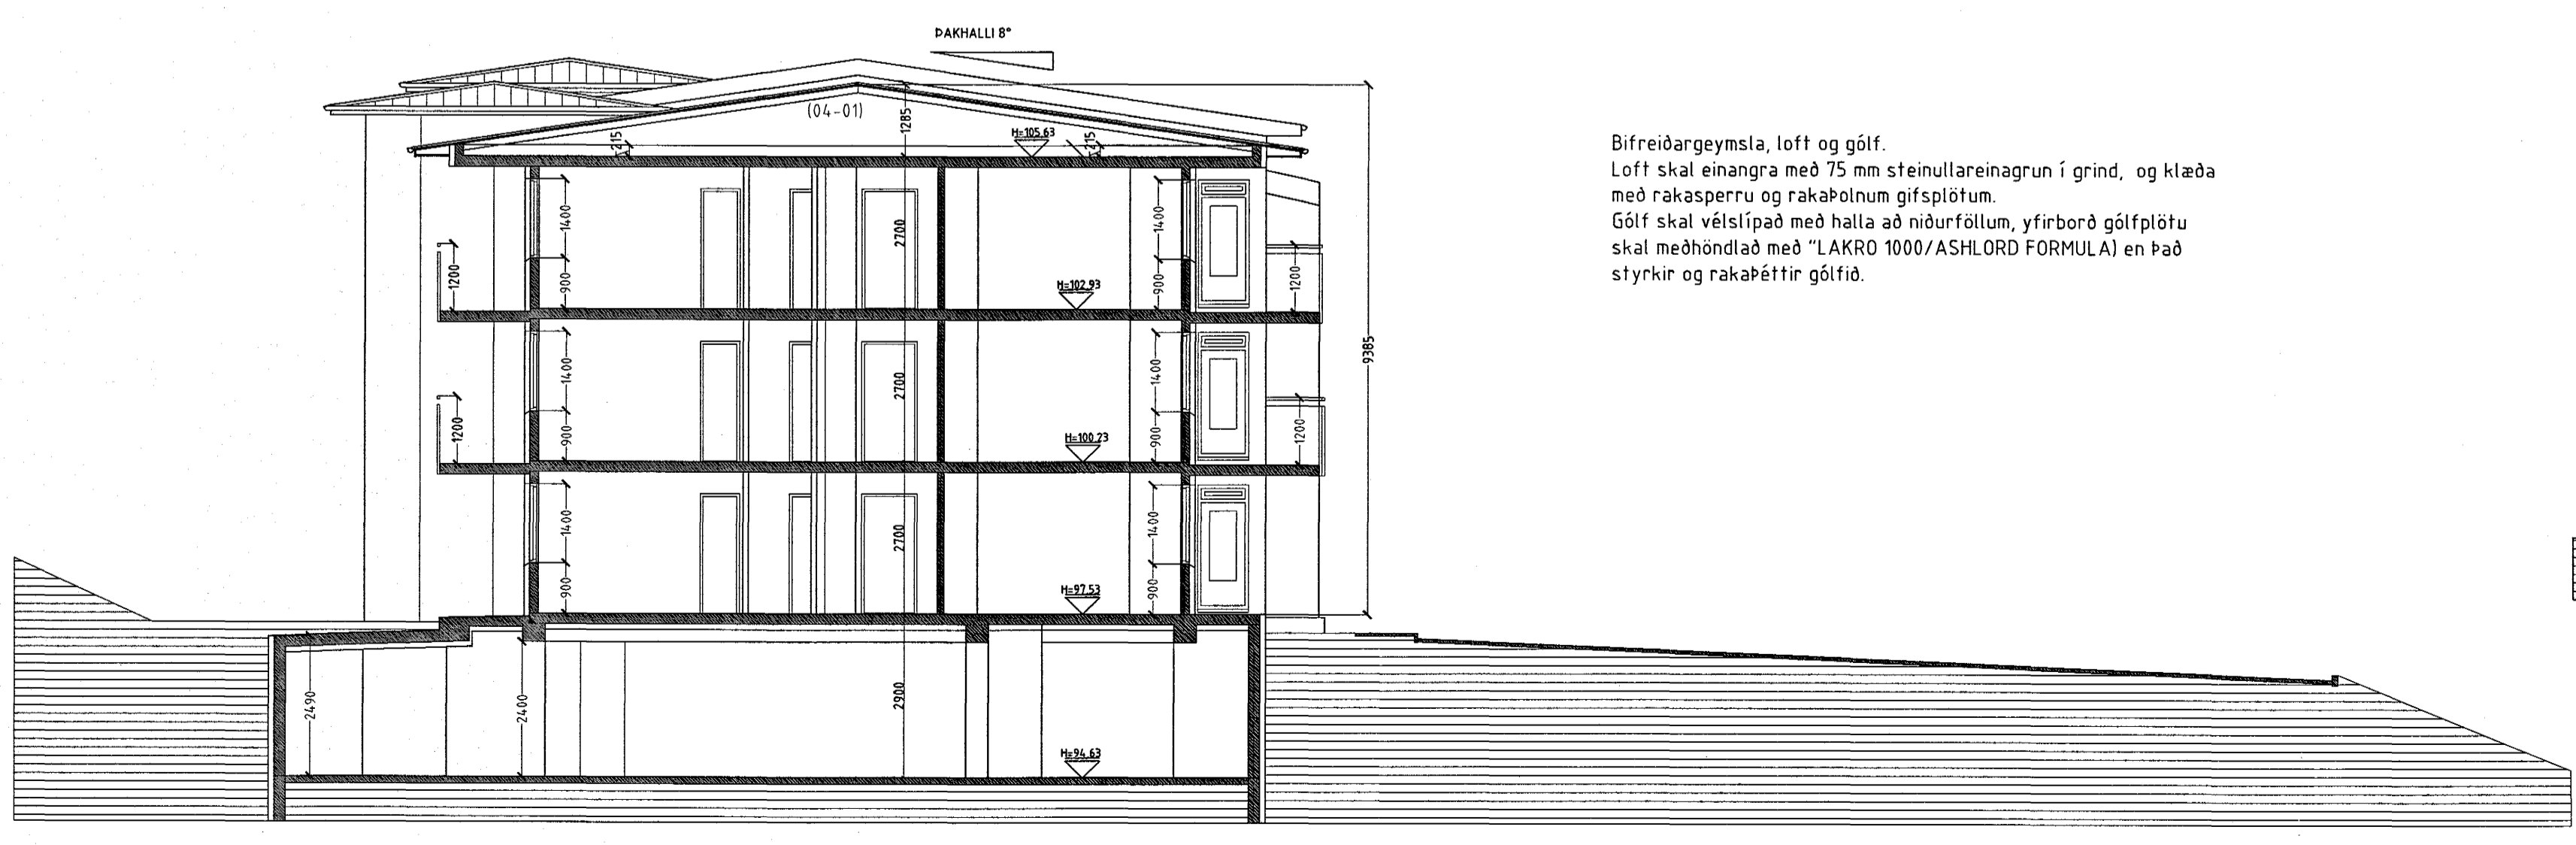 ÞAKHALLI 8°
(04-01)
1285
215
H=105.63
215
Bifreiðargeymsla, loft og gólf.
Loft skal einangra með 75 mm steinullareinagrun í grind, og klæða
með rakasperru og rakaþolnum gifsplötum.
Gólf skal vélslípað með halla að niðurföllum, yfirborð gólfplötu
skal meðhöndlað með "LAKRO 1000/ASHLORD FORMULA) en það
styrkir og rakaþéttir gólfið.
1400
2700
1400
1200
900
H=102.93
900
1200
9385
1400
2700
1400
1200
900
H=100.23
900
1200
1400
2700
1400
900
H=97.53
900
2490
2400
2900
H=94.63